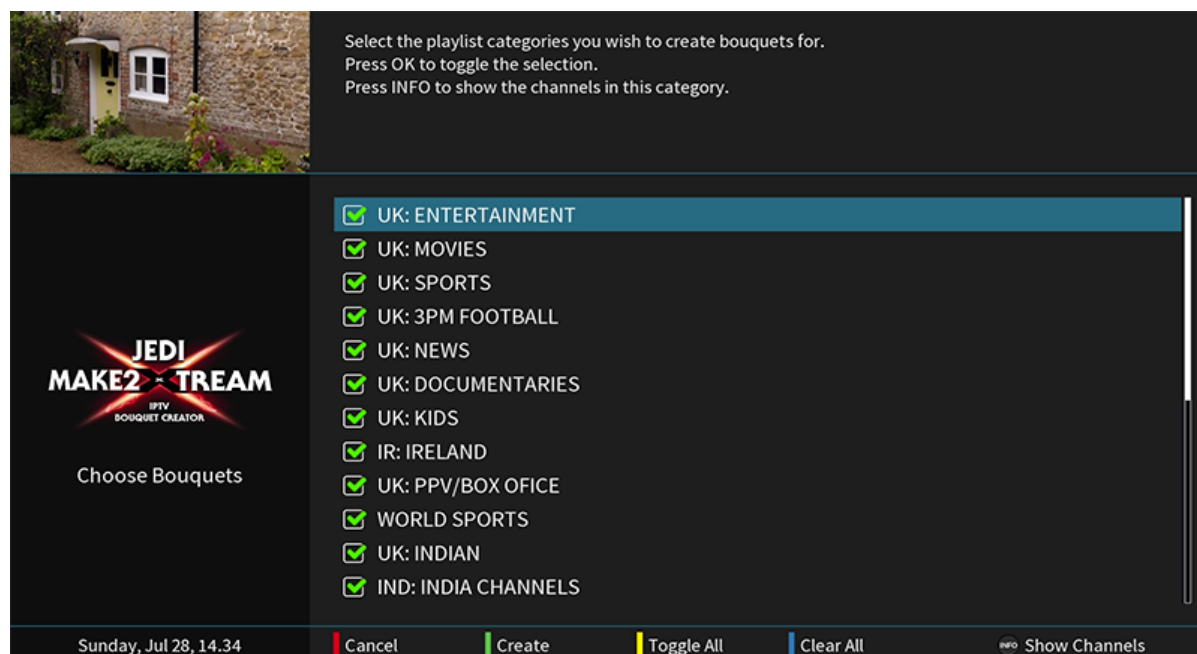 Select the playlist categories you wish to create bouquets for.
Press OK to toggle the selection.
Press INFO to show the channels in this category.
JEDI
MAKE2 XTREAM
IPTV
BOUQUET CREATOR
Choose Bouquets
UK: ENTERTAINMENT
UK: MOVIES
UK: SPORTS
UK: 3PM FOOTBALL
UK: NEWS
UK: DOCUMENTARIES
UK: KIDS
IR: IRELAND
UK: PPV/BOX OFICE
WORLD SPORTS
UK: INDIAN
IND: INDIA CHANNELS
Sunday, Jul 28, 14.34
Cancel
Create
Toggle All
Clear All
INFO Show Channels